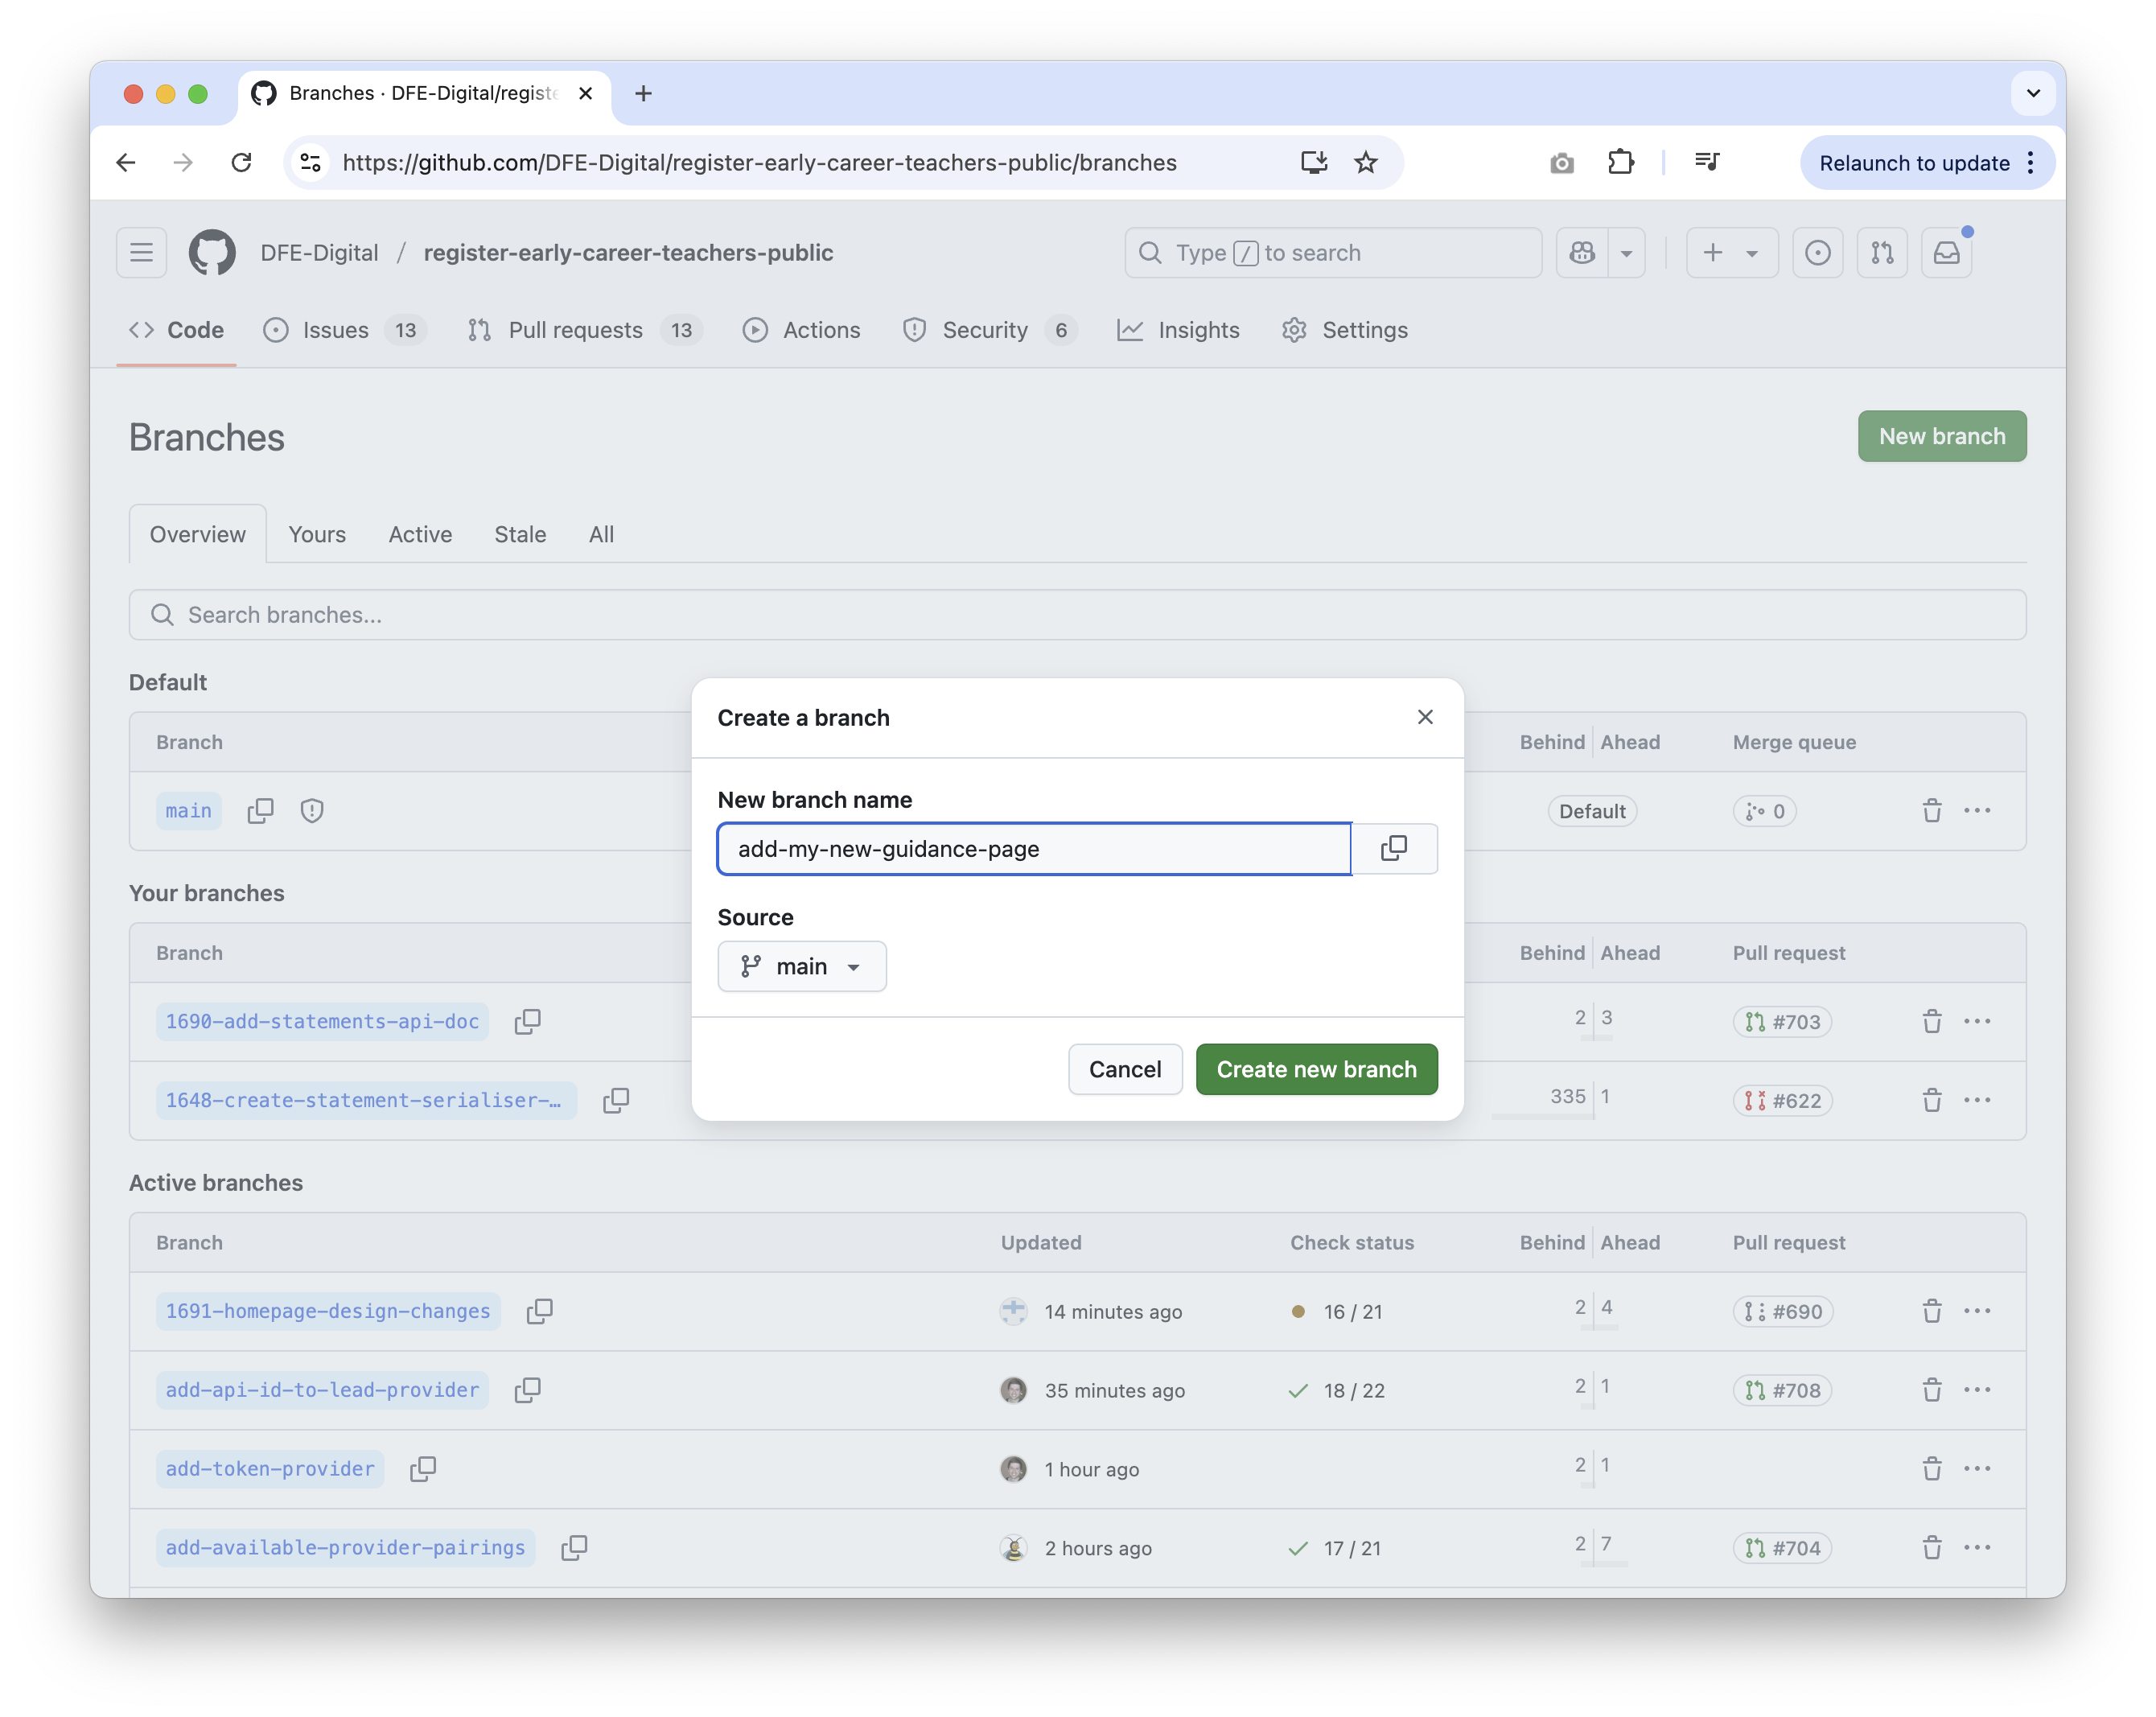 Branches · DFE-Digital/registe
https://github.com/DFE-Digital/register-early-career-teachers-public/branches
Relaunch to update
DFE-Digital / register-early-career-teachers-public
Type / to search
Code
Issues 13
Pull requests 13
Actions
Security 6
Insights
Settings
Branches
New branch
Overview
Yours
Active
Stale
All
Search branches...
Default
Branch
Behind
Ahead
Merge queue
main
Default
0
Your branches
Branch
Behind
Ahead
Pull request
1690-add-statements-api-doc
2 3
#703
1648-create-statement-serialiser-…
335 1
#622
Create a branch
New branch name
add-my-new-guidance-page
Source
main
Cancel
Create new branch
Active branches
Branch
Updated
Check status
Behind
Ahead
Pull request
1691-homepage-design-changes
14 minutes ago
16 / 21
2 4
#690
add-api-id-to-lead-provider
35 minutes ago
18 / 22
2 1
#708
add-token-provider
1 hour ago
2 1
add-available-provider-pairings
2 hours ago
17 / 21
2 7
#704